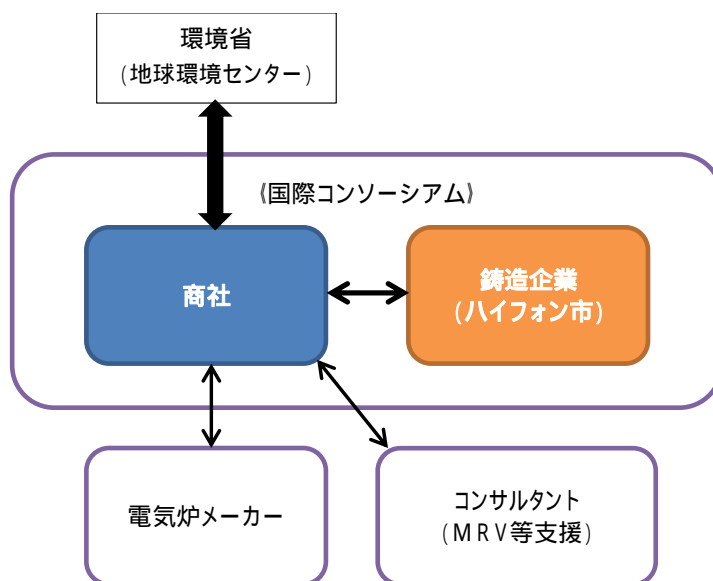 環境省
(地球環境センター)
《国際コンソーシアム》
商社
鋳造企業
(ハイフォン市)
電気炉メーカー
コンサルタント
(ＭＲＶ等支援)